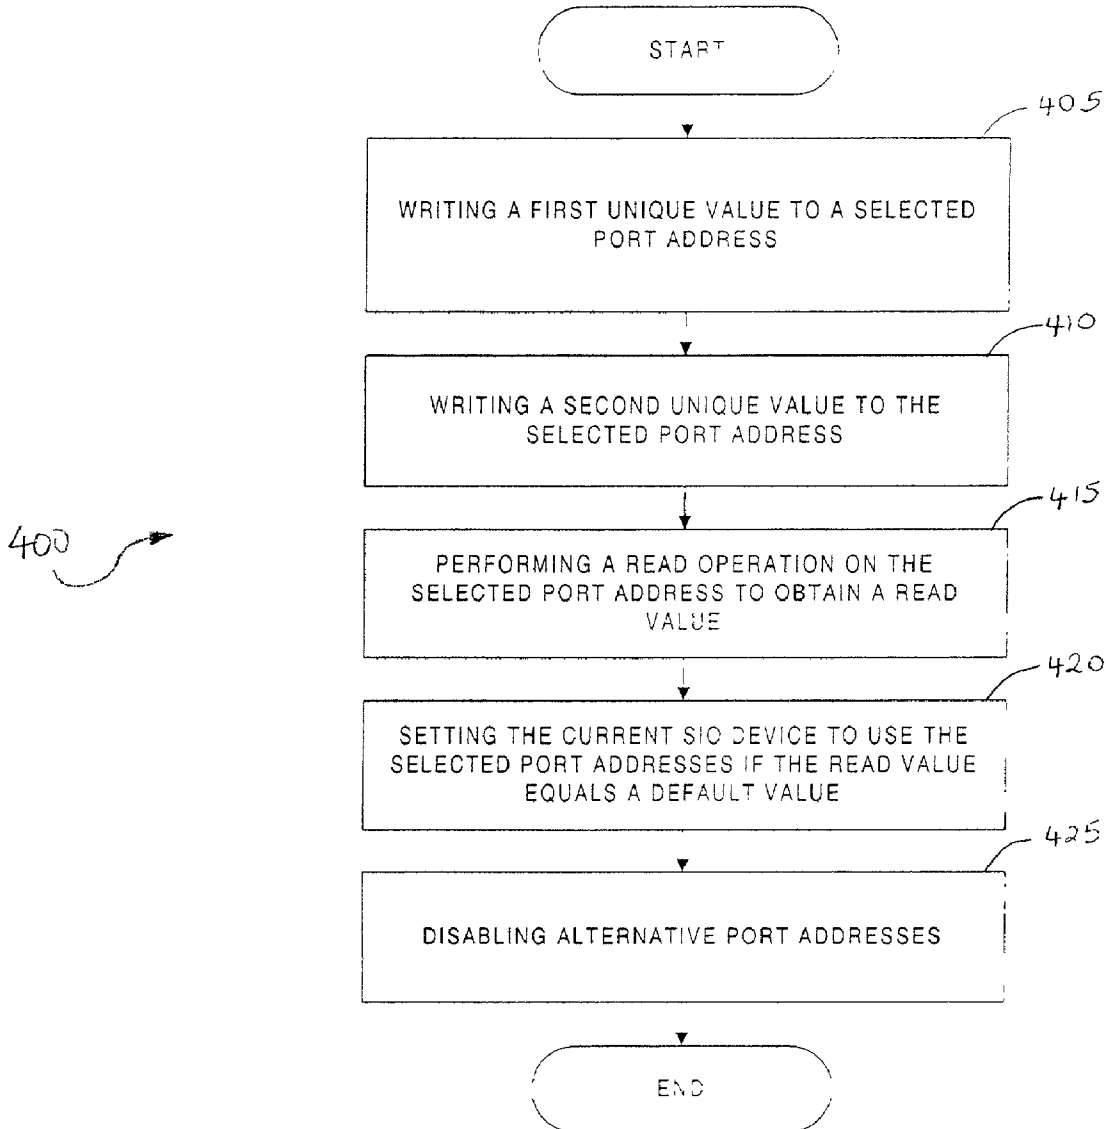 START
405
WRITING A FIRST UNIQUE VALUE TO A SELECTED
PORT ADDRESS
410
WRITING A SECOND UNIQUE VALUE TO THE
SELECTED PORT ADDRESS
415
400
PERFORMING A READ OPERATION ON THE
SELECTED PORT ADDRESS TO OBTAIN A READ
VALUE
420
SETTING THE CURRENT SIO DEVICE TO USE THE
SELECTED PORT ADDRESSES IF THE READ VALUE
EQUALS A DEFAULT VALUE
425
DISABLING ALTERNATIVE PORT ADDRESSES
END